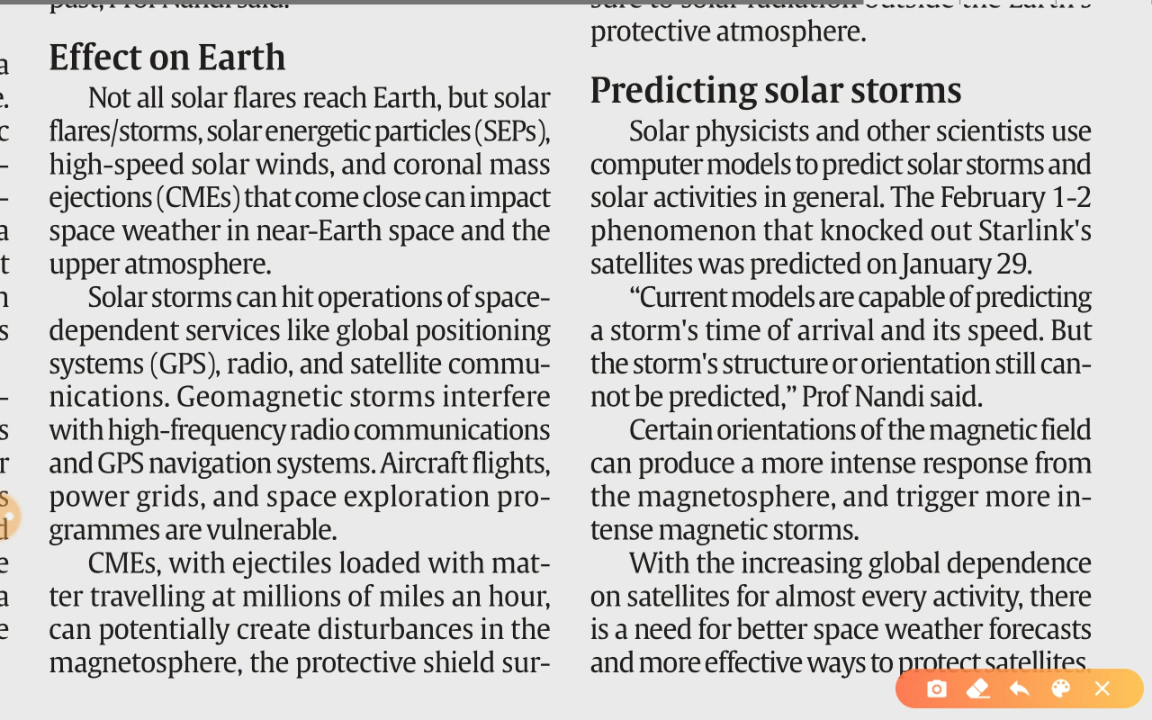 Effect on Earth
Not all solar flares reach Earth, but solar
flares/storms, solar energetic particles (SEPs),
high-speed solar winds, and coronal mass
ejections (CMEs) that come close can impact
space weather in near-Earth space and the
upper atmosphere.
Solar storms can hit operations of space-
dependent services like global positioning
systems (GPS), radio, and satellite commu-
nications. Geomagnetic storms interfere
with high-frequency radio communications
and GPS navigation systems. Aircraft flights,
power grids, and space exploration pro-
grammes are vulnerable.
CMEs, with ejectiles loaded with mat-
ter travelling at millions of miles an hour,
can potentially create disturbances in the
magnetosphere, the protective shield sur-
protective atmosphere.
Predicting solar storms
Solar physicists and other scientists use
computer models to predict solar storms and
solar activities in general. The February 1-2
phenomenon that knocked out Starlink's
satellites was predicted on January 29.
“Current models are capable of predicting
a storm's time of arrival and its speed. But
the storm's structure or orientation still can-
not be predicted,” Prof Nandi said.
Certain orientations of the magnetic field
can produce a more intense response from
the magnetosphere, and trigger more in-
tense magnetic storms.
With the increasing global dependence
on satellites for almost every activity, there
is a need for better space weather forecasts
and more effective ways to protect satellites.